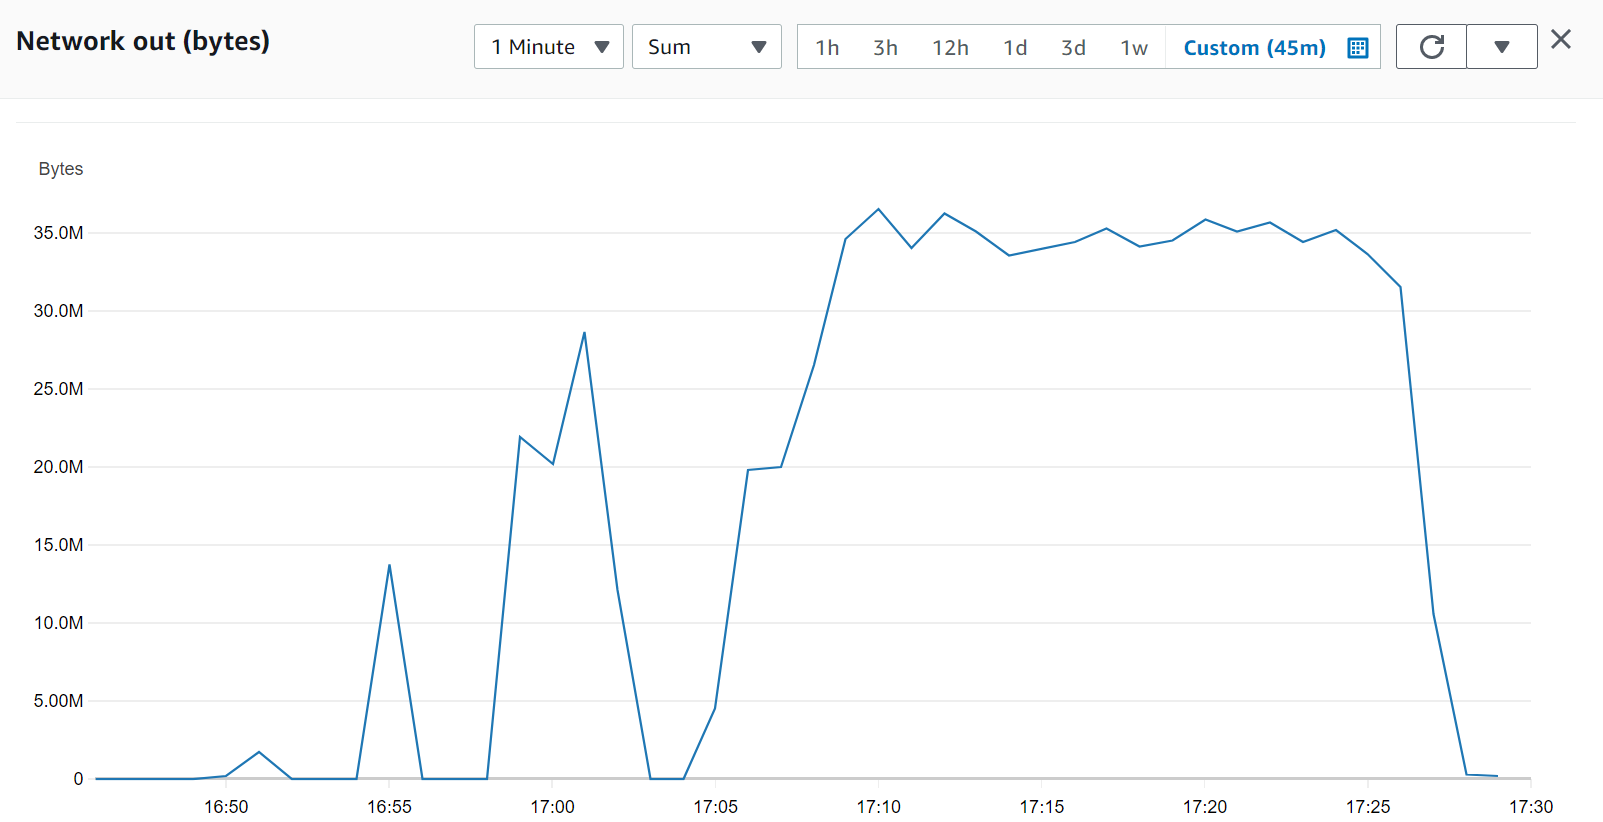 Network out (bytes)
1 Minute
Sum
1h 3h 12h 1d 3d 1w Custom (45m)
Bytes
35.0M
30.0M
25.0M
20.0M
15.0M
10.0M
5.00M
0
16:50 16:55 17:00 17:05 17:10 17:15 17:20 17:25 17:30